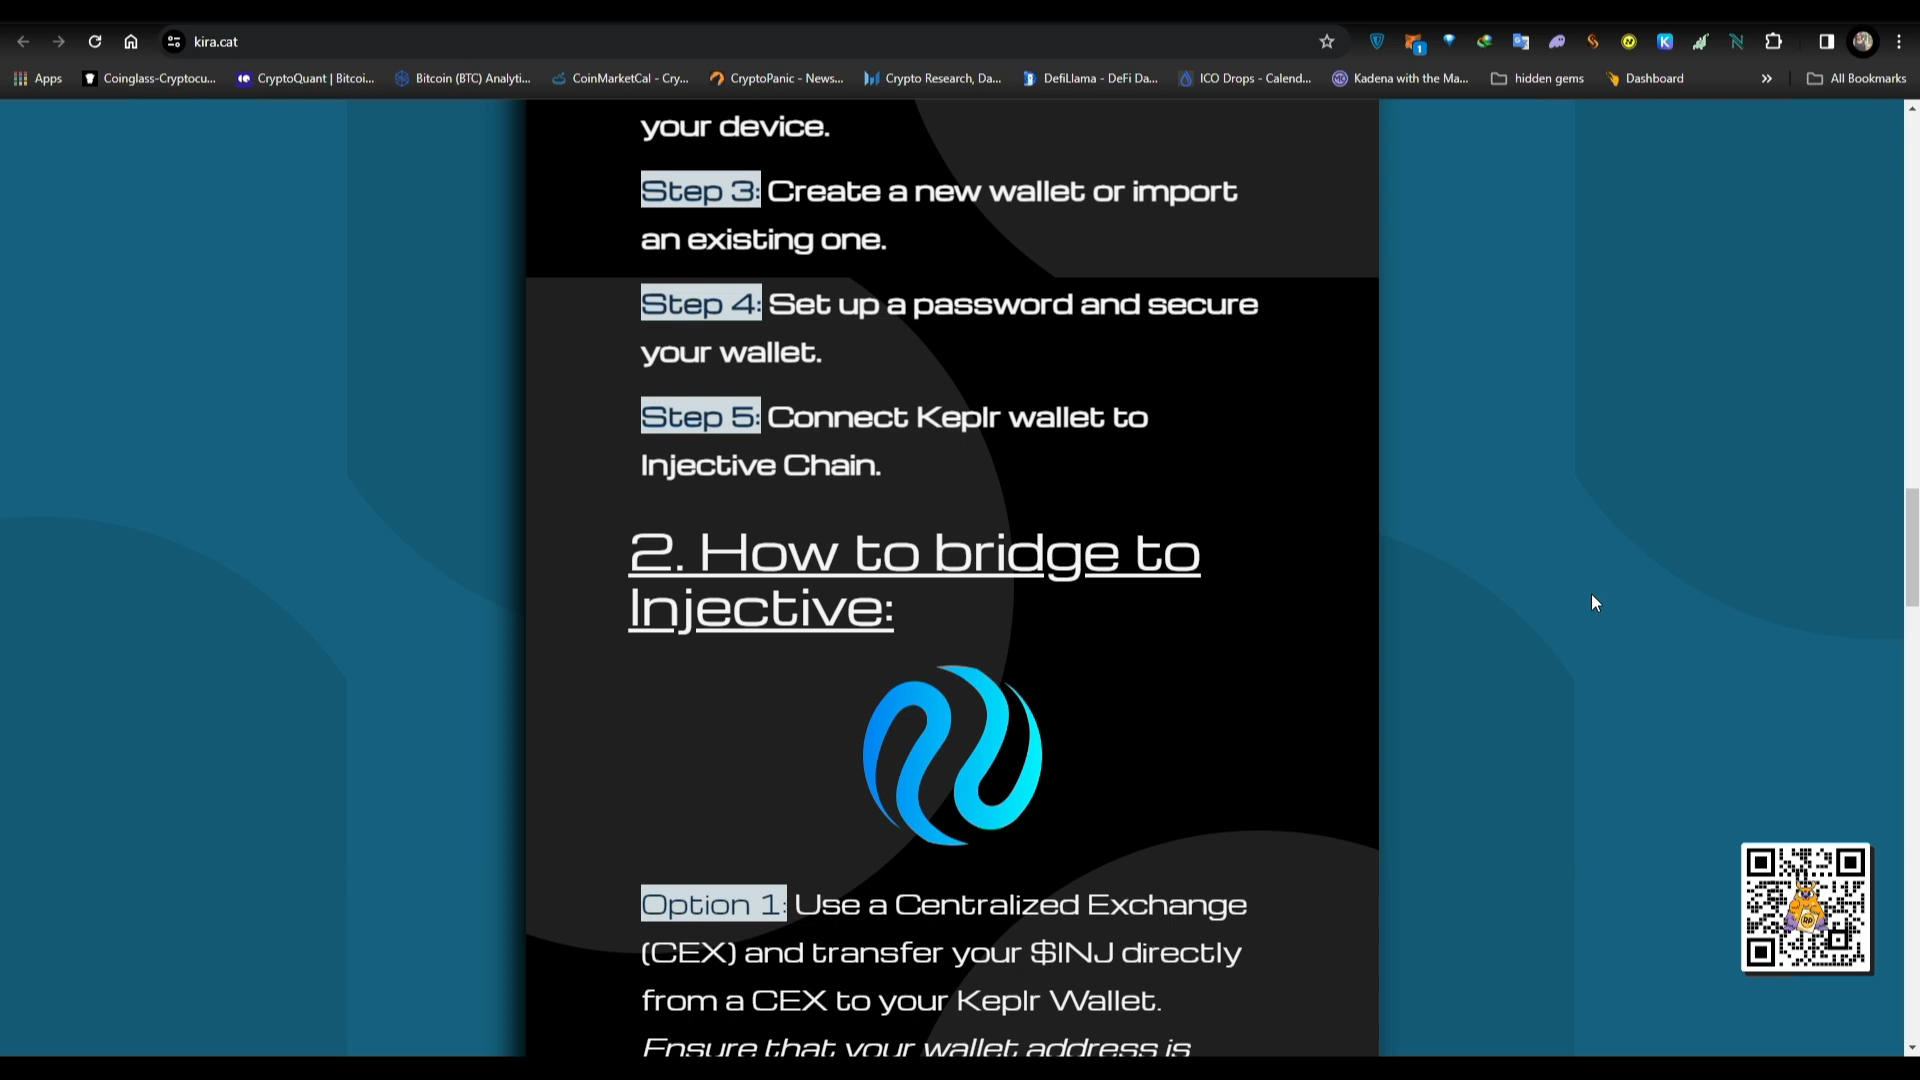 kira.cat
1
Apps
Coinglass-Cryptocu...
CryptoQuant | Bitcoi...
Bitcoin (BTC) Analyti...
CoinMarketCal - Cry...
CryptoPanic - News...
Crypto Research, Da...
DefiLlama - DeFi Da...
ICO Drops - Calend...
Kadena with the Ma...
hidden gems
Dashboard
All Bookmarks
your device.
Step 3: Create a new wallet or import
an existing one.
Step 4: Set up a password and secure
your wallet.
Step 5: Connect Keplr wallet to
Injective Chain.
2. How to bridge to
Injective:
Option 1: Use a Centralized Exchange
(CEX) and transfer your $INJ directly
from a CEX to your Keplr Wallet.
Ensure that your wallet address is